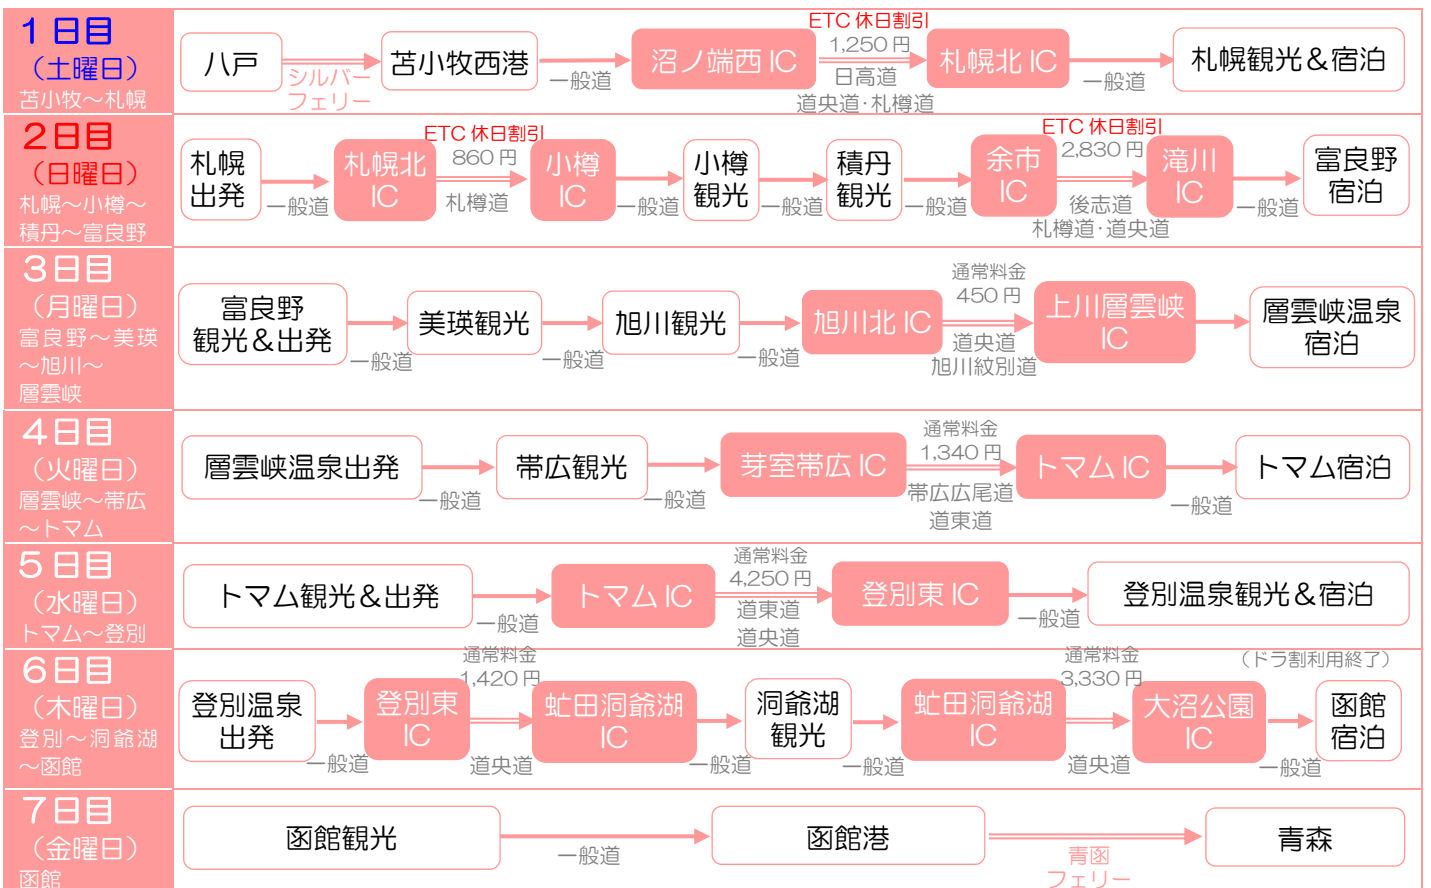 1日目
（土曜日）
苫小牧～札幌
八戸
シルバー
フェリー
苫小牧西港
一般道
沼ノ端西 IC
ETC 休日割引
1,250 円
日高道
道央道・札樽道
札幌北 IC
一般道
札幌観光＆宿泊
2日目
（日曜日）
札幌～小樽～
積丹～富良野
札幌
出発
一般道
札幌北
IC
ETC 休日割引
860 円
札樽道
小樽
IC
一般道
小樽
観光
一般道
積丹
観光
一般道
余市
IC
ETC 休日割引
2,830 円
後志道
札樽道・道央道
滝川
IC
一般道
富良野
宿泊
3日目
（月曜日）
富良野～美瑛
～旭川～
層雲峡
富良野
観光＆出発
一般道
美瑛観光
一般道
旭川観光
一般道
旭川北 IC
通常料金
450 円
道央道
旭川紋別道
上川層雲峡
IC
層雲峡温泉
宿泊
4日目
（火曜日）
層雲峡～帯広
～トマム
層雲峡温泉出発
一般道
帯広観光
一般道
芽室帯広 IC
通常料金
1,340 円
帯広広尾道
道東道
トマム IC
一般道
トマム宿泊
5日目
（水曜日）
トマム～登別
トマム観光＆出発
一般道
トマム IC
通常料金
4,250 円
道東道
道央道
登別東 IC
一般道
登別温泉観光＆宿泊
6日目
（木曜日）
登別～洞爺湖
～函館
登別温泉
出発
一般道
登別東
IC
通常料金
1,420 円
道央道
虻田洞爺湖
IC
一般道
洞爺湖
観光
一般道
虻田洞爺湖
IC
通常料金
3,330 円
道央道
大沼公園
IC
一般道
（ドラ割利用終了）
函館
宿泊
7日目
（金曜日）
函館
函館観光
一般道
函館港
青函
フェリー
青森